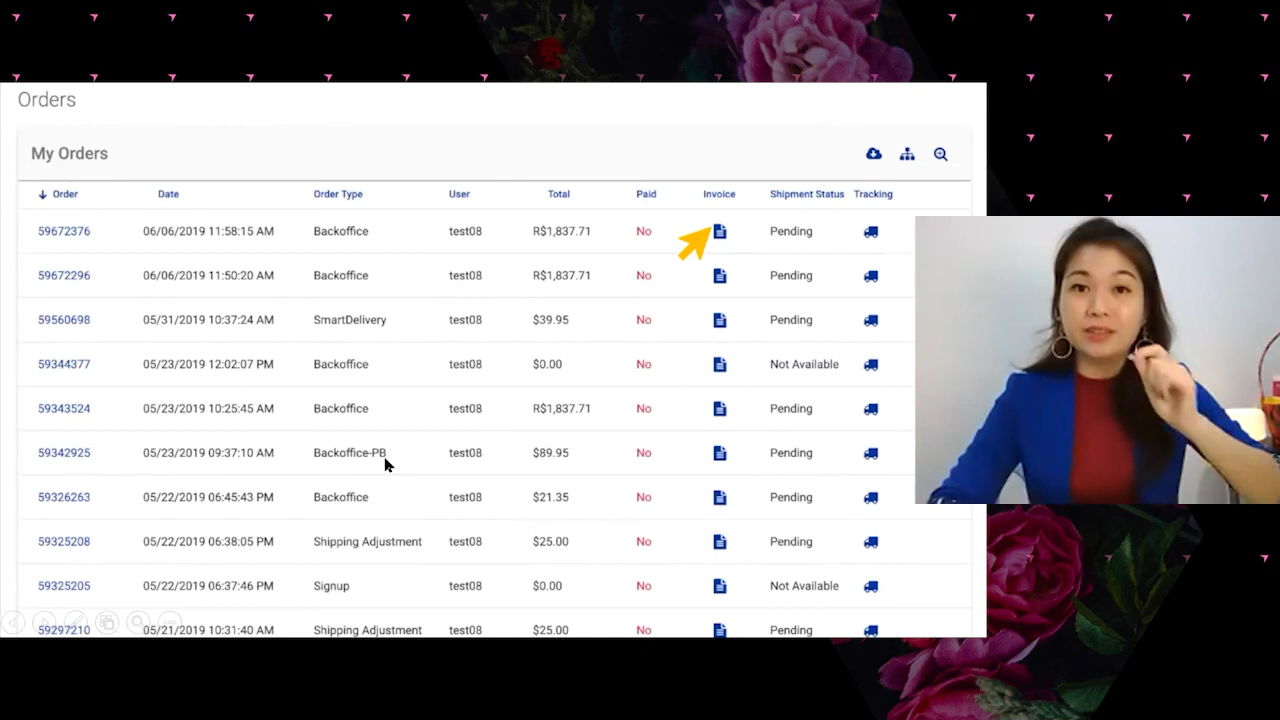 Orders
My Orders
Order Date Order Type User Total Paid Invoice Shipment Status Tracking
59672376 06/06/2019 11:58:15 AM Backoffice test08 R$1,837.71 No Pending
59672296 06/06/2019 11:50:20 AM Backoffice test08 R$1,837.71 No Pending
59560698 05/31/2019 10:37:24 AM SmartDelivery test08 $39.95 No Pending
59344377 05/23/2019 12:02:07 PM Backoffice test08 $0.00 No Not Available
59343524 05/23/2019 10:25:45 AM Backoffice test08 R$1,837.71 No Pending
59342925 05/23/2019 09:37:10 AM Backoffice-PB test08 $89.95 No Pending
59326263 05/22/2019 06:45:43 PM Backoffice test08 $21.35 No Pending
59325208 05/22/2019 06:38:05 PM Shipping Adjustment test08 $25.00 No Pending
59325205 05/22/2019 06:37:46 PM Signup test08 $0.00 No Not Available
59297210 05/21/2019 10:31:40 AM Shipping Adjustment test08 $25.00 No Pending